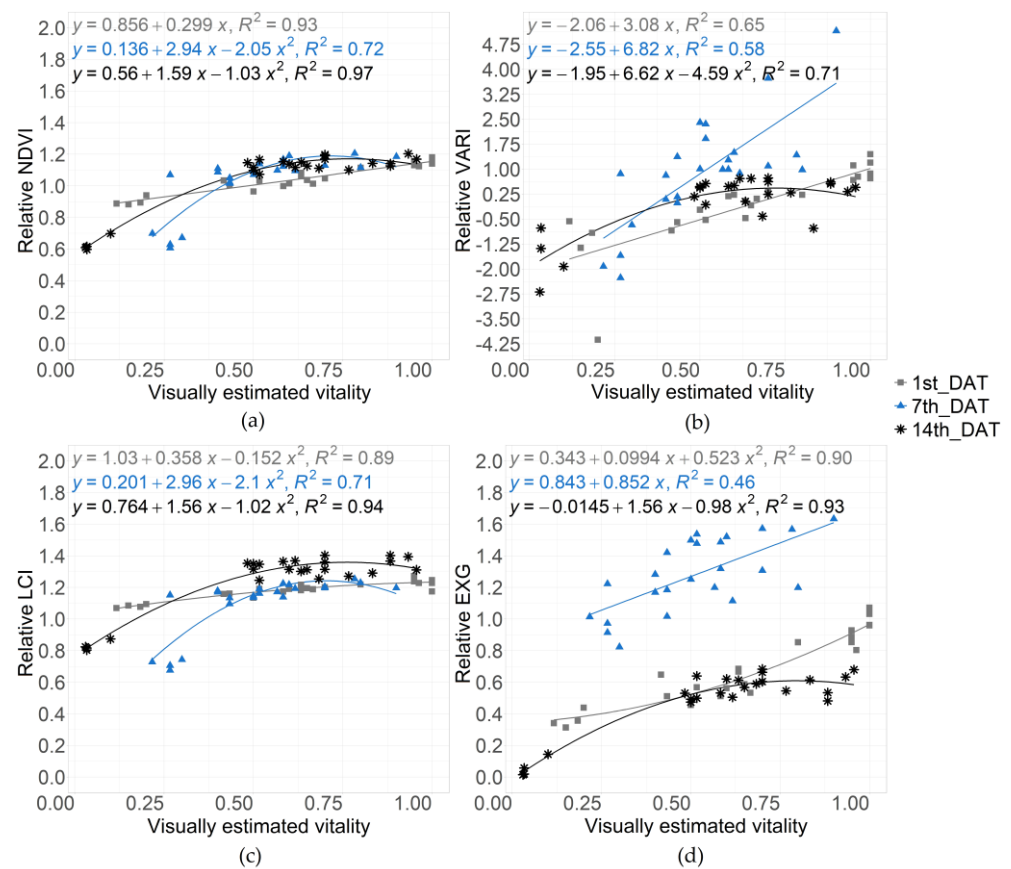 y = 0.856 + 0.299 x, R² = 0.93
y = 0.136 + 2.94 x − 2.05 x², R² = 0.72
y = 0.56 + 1.59 x − 1.03 x², R² = 0.97
2.0
1.8
1.6
1.4
1.2
1.0
0.8
0.6
0.4
0.2
0.0
Relative NDVI
0.00 0.25 0.50 0.75 1.00
Visually estimated vitality
(a)
y = −2.06 + 3.08 x, R² = 0.65
y = −2.55 + 6.82 x, R² = 0.58
y = −1.95 + 6.62 x − 4.59 x², R² = 0.71
4.75
4.00
3.25
2.50
1.75
1.00
0.25
-0.50
-1.25
-2.00
-2.75
-3.50
-4.25
Relative VARI
0.00 0.25 0.50 0.75 1.00
Visually estimated vitality
(b)
1st_DAT
7th_DAT
14th_DAT
y = 1.03 + 0.358 x − 0.152 x², R² = 0.89
y = 0.201 + 2.96 x − 2.1 x², R² = 0.71
y = 0.764 + 1.56 x − 1.02 x², R² = 0.94
2.0
1.8
1.6
1.4
1.2
1.0
0.8
0.6
0.4
0.2
0.0
Relative LCI
0.00 0.25 0.50 0.75 1.00
Visually estimated vitality
(c)
y = 0.343 + 0.0994 x + 0.523 x², R² = 0.90
y = 0.843 + 0.852 x, R² = 0.46
y = −0.0145 + 1.56 x − 0.98 x², R² = 0.93
2.0
1.8
1.6
1.4
1.2
1.0
0.8
0.6
0.4
0.2
0.0
Relative EXG
0.00 0.25 0.50 0.75 1.00
Visually estimated vitality
(d)